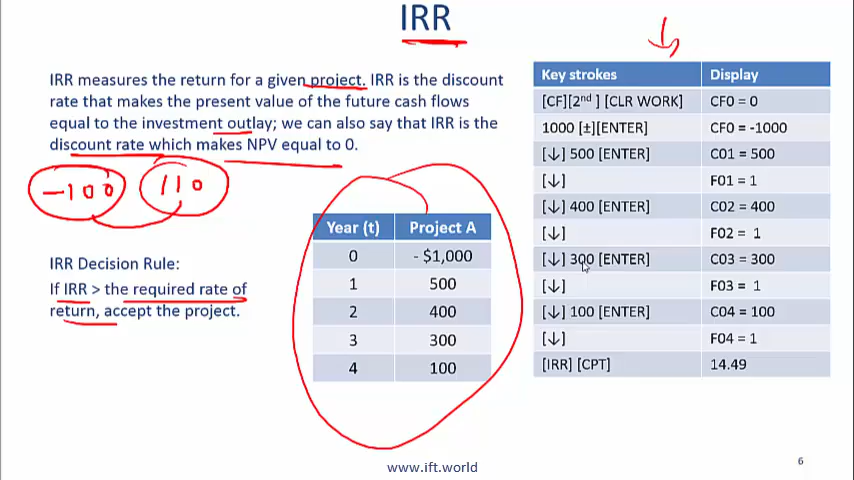 IRR
IRR measures the return for a given project. IRR is the discount
rate that makes the present value of the future cash flows
equal to the investment outlay; we can also say that IRR is the
discount rate which makes NPV equal to 0.
-100 110
IRR Decision Rule:
If IRR > the required rate of
return, accept the project.
Year (t) Project A
0 - $1,000
1 500
2 400
3 300
4 100
Key strokes Display
[CF][2nd ] [CLR WORK] CF0 = 0
1000 [±][ENTER] CF0 = -1000
[↓] 500 [ENTER] C01 = 500
[↓] F01 = 1
[↓] 400 [ENTER] C02 = 400
[↓] F02 = 1
[↓] 300 [ENTER] C03 = 300
[↓] F03 = 1
[↓] 100 [ENTER] C04 = 100
[↓] F04 = 1
[IRR] [CPT] 14.49
www.ift.world
6